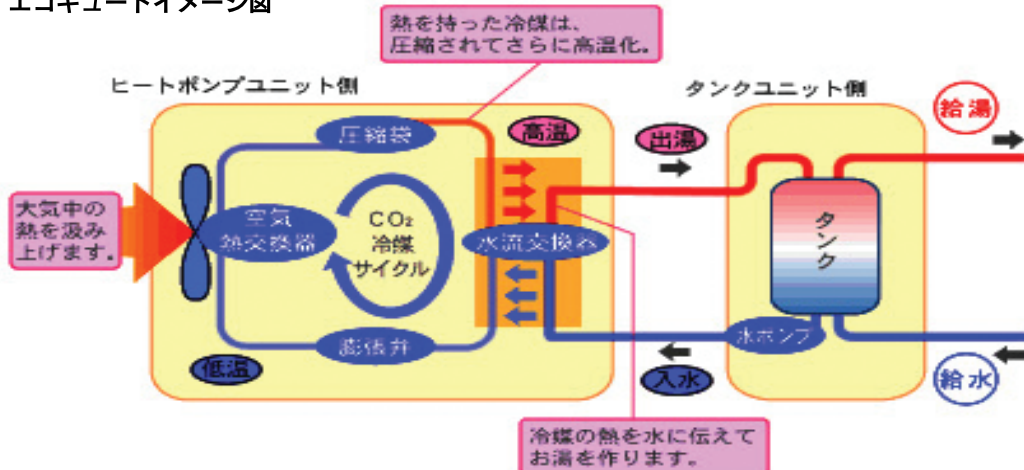 エコキュートイメージ図
熱を持った冷媒は、
圧縮されてさらに高温化。
ヒートポンプユニット側
タンクユニット側
給湯
圧縮袋
高温
出湯
大気中の
熱を汲み
上げます。
空気
熱交換器
CO₂
冷媒
サイクル
水流交換器
タンク
膨張弁
水ポンプ
低温
入水
給水
冷媒の熱を水に伝えて
お湯を作ります。